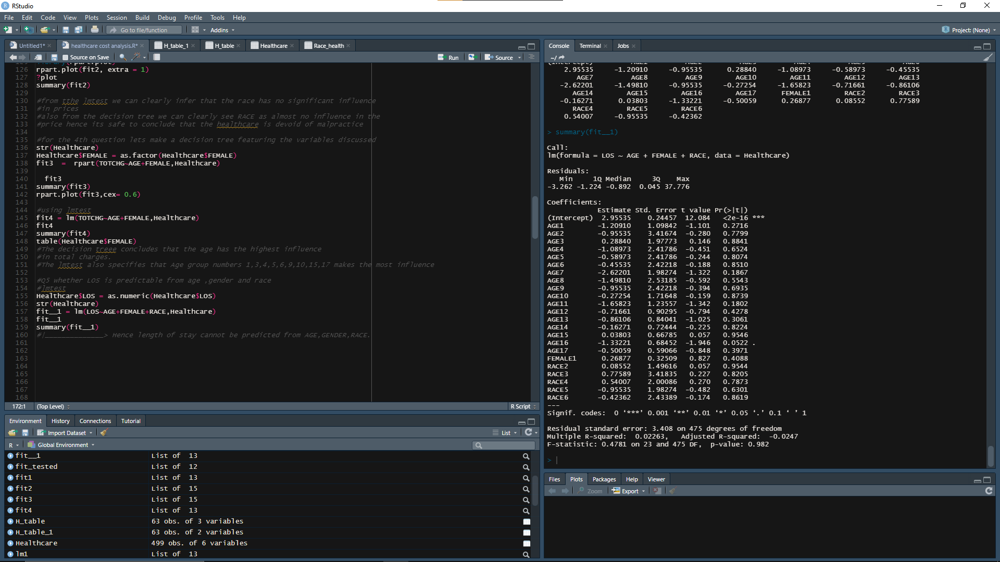 RStudio
File Edit Code View Plots Session Build Debug Profile Tools Help
Go to file/function Addins Project: (None)
Untitled1* healthcare cost analysis.R* H_table_1 H_table Healthcare Race_health
Source on Save Run Source
126 rpart.plot(fit2, extra = 1)
127 ?plot
128 summary(fit2)
129
130 #from tthe lmtest we can clearly infer that the race has no significant influence
131 #in prices
132 #also from the decision tree we can clearly see RACE as almost no influence in the
133 #price hence its safe to conclude that the healthcare is devoid of malpractice
134
135 #for the 4th question lets make a decision tree featuring the variables discussed
136 str(Healthcare)
137 Healthcare$FEMALE = as.factor(Healthcare$FEMALE)
138 fit3  =  rpart(TOTCHG~AGE+FEMALE,Healthcare)
139
140   fit3
141 summary(fit3)
142 rpart.plot(fit3,cex= 0.6)
143
144 #using lmtest
145 fit4 = lm(TOTCHG~AGE+FEMALE,Healthcare)
146 fit4
147 summary(fit4)
148 table(Healthcare$FEMALE)
149 #The decision treee concludes that the age has the highest influence
150 #in total charges.
151 #The lmtest also specifies that Age group numbers 1,3,4,5,6,9,10,15,17 makes the most influence
152
153 #Q5 whether LOS is predictable from age ,gender and race
154 #lmtest
155 Healthcare$LOS = as.numeric(Healthcare$LOS)
156 str(Healthcare)
157 fit__1 = lm(LOS~AGE+FEMALE+RACE,Healthcare)
158 fit__1
159 summary(fit__1)
160 #|______________> Hence length of stay cannot be predicted from AGE,GENDER,RACE.
161
162
163
164
165
166
167
168
172:1 (Top Level) R Script
Environment History Connections Tutorial
Import Dataset List
R Global Environment
fit__1 List of 13
fit_tested List of 12
fit1 List of 13
fit2 List of 15
fit3 List of 15
fit4 List of 13
H_table 63 obs. of 3 variables
H_table_1 63 obs. of 2 variables
Healthcare 499 obs. of 6 variables
lm1 List of 13
Console Terminal Jobs
~/
2.95535 -1.20910 -0.95535 0.28840 -1.08973 -0.58973 -0.45535
AGE7 AGE8 AGE9 AGE10 AGE11 AGE12 AGE13
-2.62201 -1.49810 -0.95535 -0.27254 -1.65823 -0.71661 -0.86106
AGE14 AGE15 AGE16 AGE17 FEMALE1 RACE2 RACE3
-0.16271 0.03803 -1.33221 -0.50059 0.26877 0.08552 0.77589
RACE4 RACE5 RACE6
0.54007 -0.95535 -0.42362
> summary(fit__1)
Call:
lm(formula = LOS ~ AGE + FEMALE + RACE, data = Healthcare)
Residuals:
Min 1Q Median 3Q Max
-3.262 -1.224 -0.892 0.045 37.776
Coefficients:
Estimate Std. Error t value Pr(>|t|)
(Intercept) 2.95535 0.24457 12.084 <2e-16 ***
AGE1 -1.20910 1.09842 -1.101 0.2716
AGE2 -0.95535 3.41674 -0.280 0.7799
AGE3 0.28840 1.97773 0.146 0.8841
AGE4 -1.08973 2.41786 -0.451 0.6524
AGE5 -0.58973 2.41786 -0.244 0.8074
AGE6 -0.45535 2.42218 -0.188 0.8510
AGE7 -2.62201 1.98274 -1.322 0.1867
AGE8 -1.49810 2.53185 -0.592 0.5543
AGE9 -0.95535 2.42218 -0.394 0.6935
AGE10 -0.27254 1.71648 -0.159 0.8739
AGE11 -1.65823 1.23557 -1.342 0.1802
AGE12 -0.71661 0.90295 -0.794 0.4278
AGE13 -0.86106 0.84041 -1.025 0.3061
AGE14 -0.16271 0.72444 -0.225 0.8224
AGE15 0.03803 0.66785 0.057 0.9546
AGE16 -1.33221 0.68452 -1.946 0.0522 .
AGE17 -0.50059 0.59066 -0.848 0.3971
FEMALE1 0.26877 0.32509 0.827 0.4088
RACE2 0.08552 1.49616 0.057 0.9544
RACE3 0.77589 3.41835 0.227 0.8205
RACE4 0.54007 2.00086 0.270 0.7873
RACE5 -0.95535 1.98274 -0.482 0.6301
RACE6 -0.42362 2.43389 -0.174 0.8619
---
Signif. codes:  0 ‘***’ 0.001 ‘**’ 0.01 ‘*’ 0.05 ‘.’ 0.1 ‘ ’ 1
Residual standard error: 3.408 on 475 degrees of freedom
Multiple R-squared:  0.02263,	Adjusted R-squared:  -0.0247
F-statistic: 0.4781 on 23 and 475 DF,  p-value: 0.982
>
Files Plots Packages Help Viewer
Zoom Export